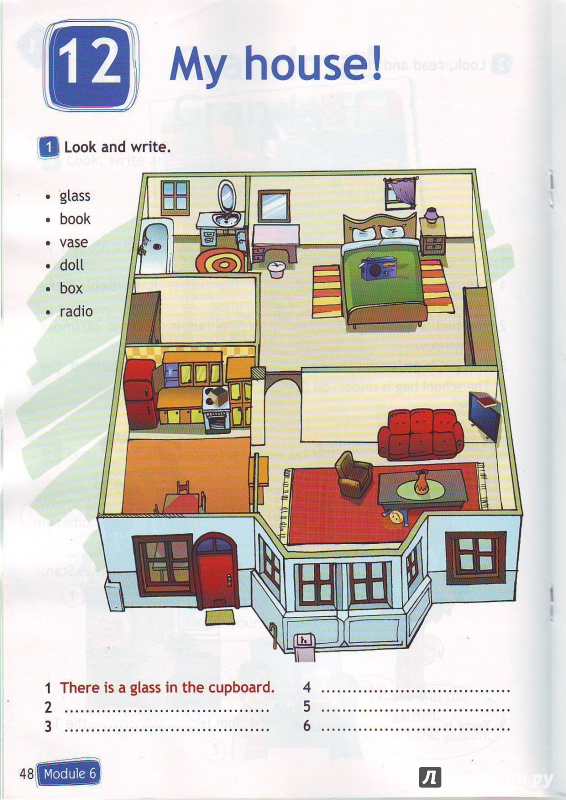 12
My house!
1 Look and write.
• glass
• book
• vase
• doll
• box
• radio
1 There is a glass in the cupboard.
2 ..........
3 ..........
4 ..........
5 ..........
6 ..........
48 Module 6